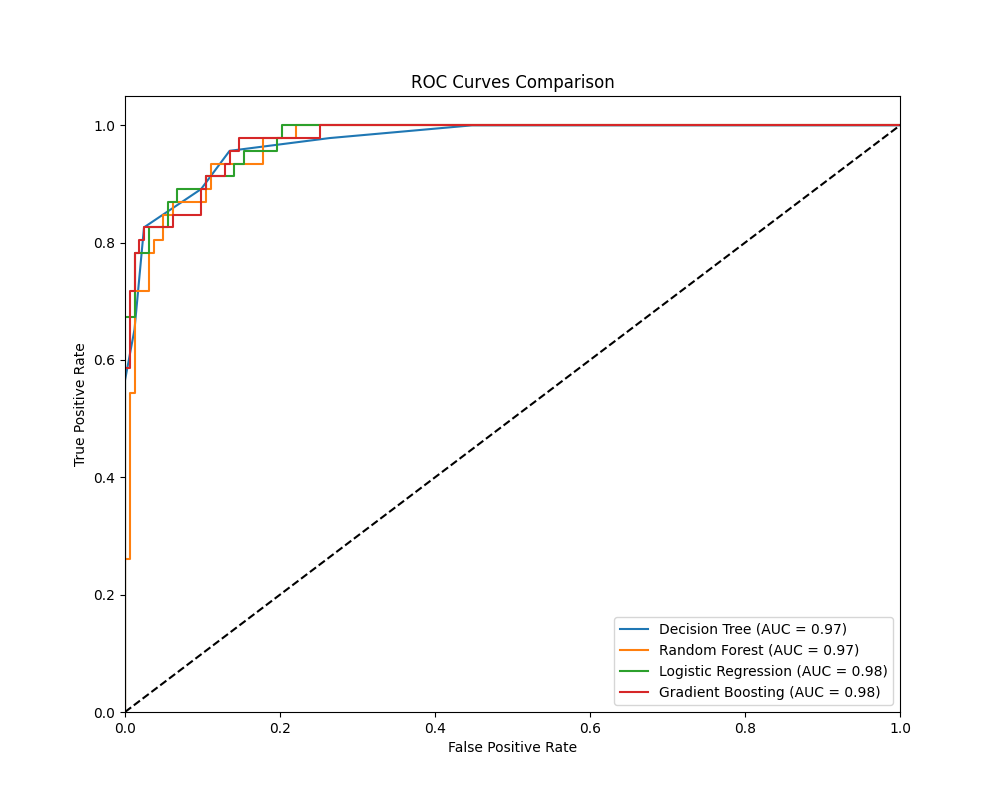 ROC Curves Comparison
True Positive Rate
1.0
0.8
0.6
0.4
0.2
0.0
0.0 0.2 0.4 0.6 0.8 1.0
False Positive Rate
Decision Tree (AUC = 0.97)
Random Forest (AUC = 0.97)
Logistic Regression (AUC = 0.98)
Gradient Boosting (AUC = 0.98)